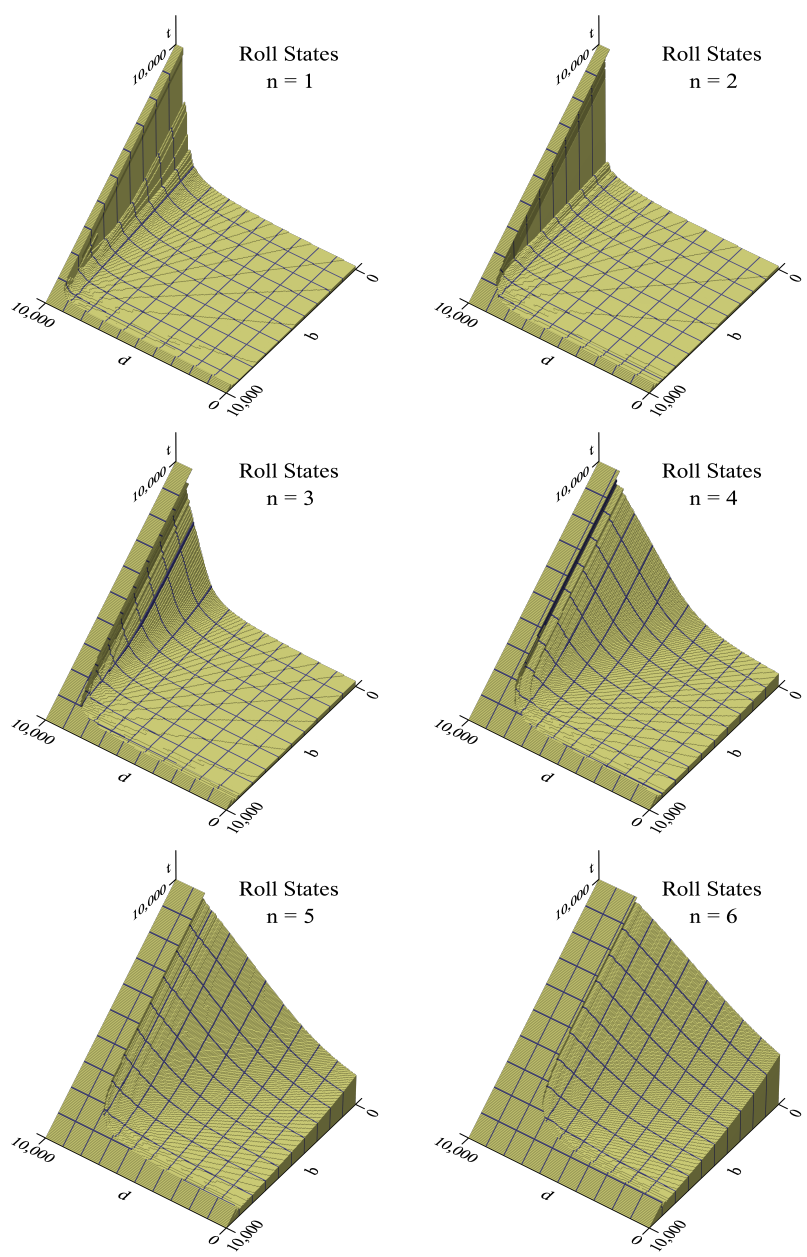 t
10,000
Roll States
n = 1
10,000
d
0
10,000
b
0
t
10,000
Roll States
n = 2
10,000
d
0
10,000
b
0
t
10,000
Roll States
n = 3
10,000
d
0
10,000
b
0
t
10,000
Roll States
n = 4
10,000
d
0
10,000
b
0
t
10,000
Roll States
n = 5
10,000
d
0
10,000
b
0
t
10,000
Roll States
n = 6
10,000
d
0
10,000
b
0